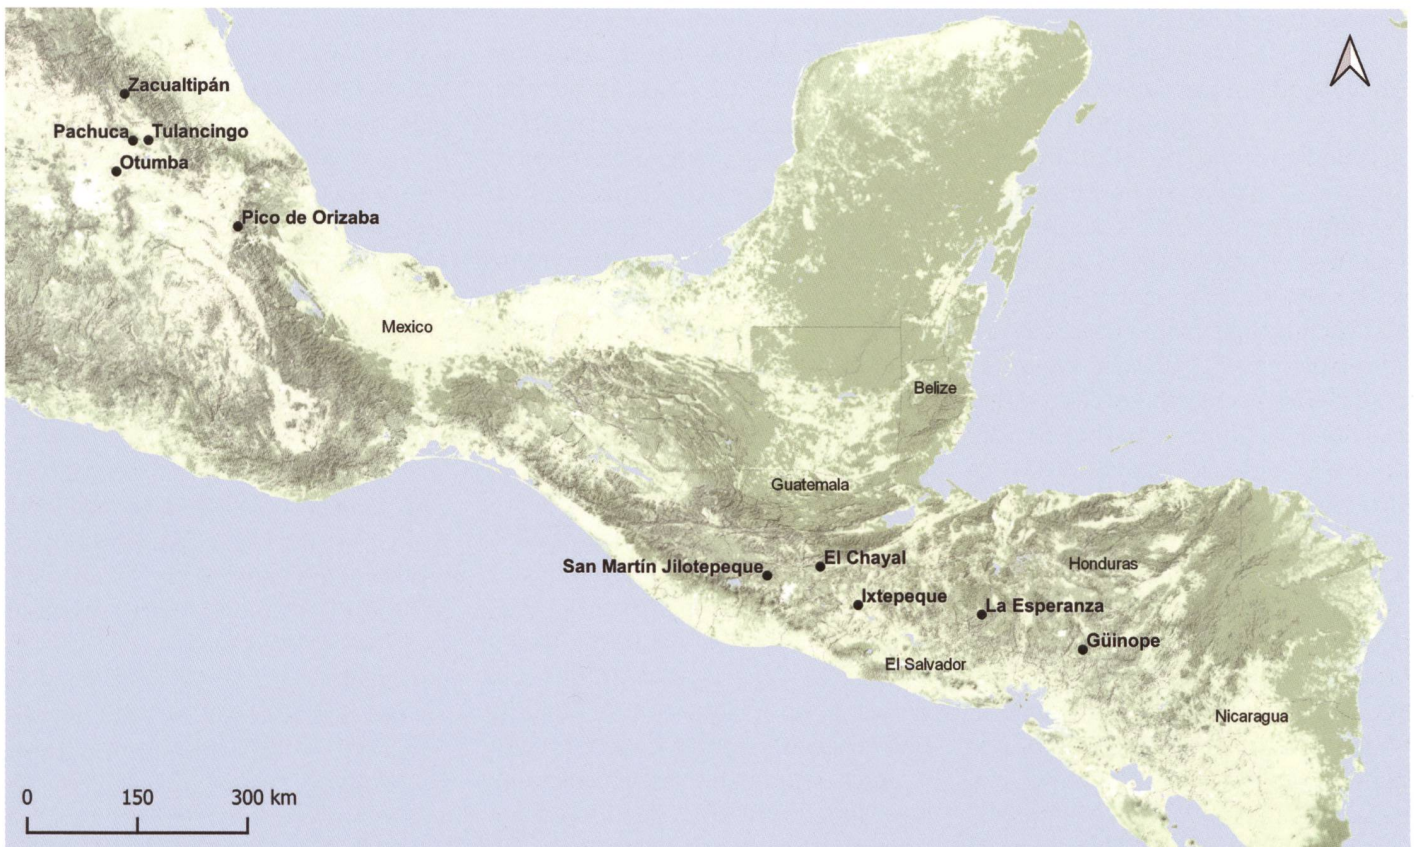 Zacualtipán
Pachuca
Tulancingo
Otumba
Pico de Orizaba
Mexico
Belize
Guatemala
San Martín Jilotepeque
El Chayal
Honduras
Ixtepeque
La Esperanza
Güinope
El Salvador
Nicaragua
0 150 300 km